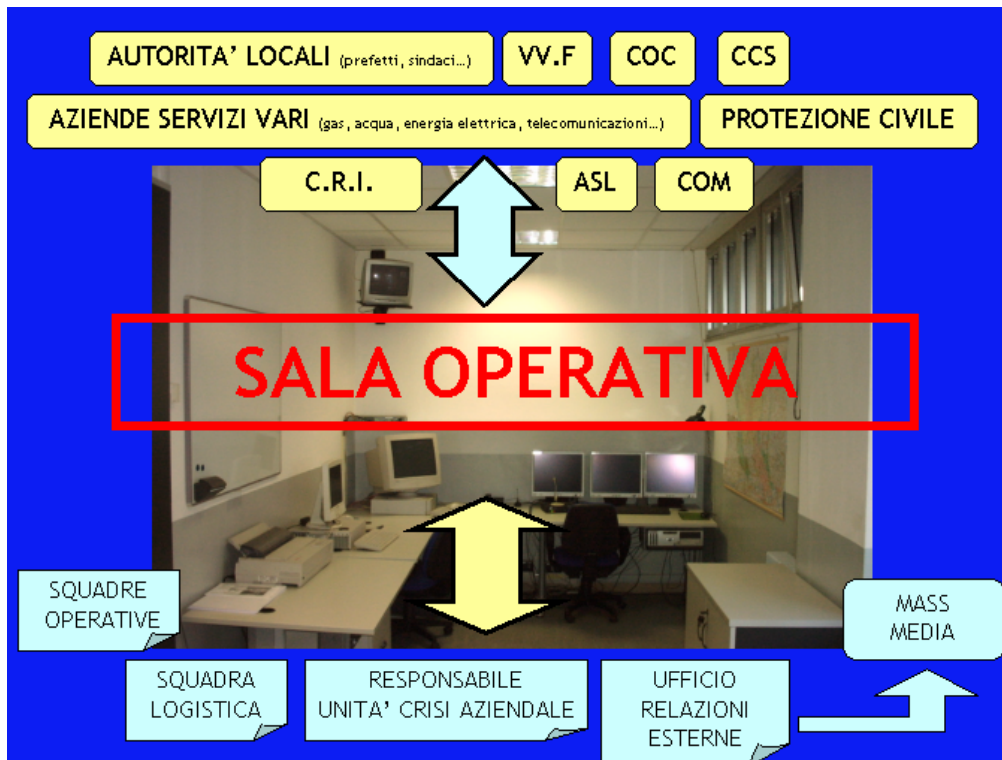 AUTORITA' LOCALI (prefetti, sindaci...)
VV.F
COC
CCS
AZIENDE SERVIZI VARI (gas, acqua, energia elettrica, telecomunicazioni...)
PROTEZIONE CIVILE
C.R.I.
ASL
COM
SALA OPERATIVA
SQUADRE
OPERATIVE
SQUADRA
LOGISTICA
RESPONSABILE
UNITA' CRISI AZIENDALE
UFFICIO
RELAZIONI
ESTERNE
MASS
MEDIA